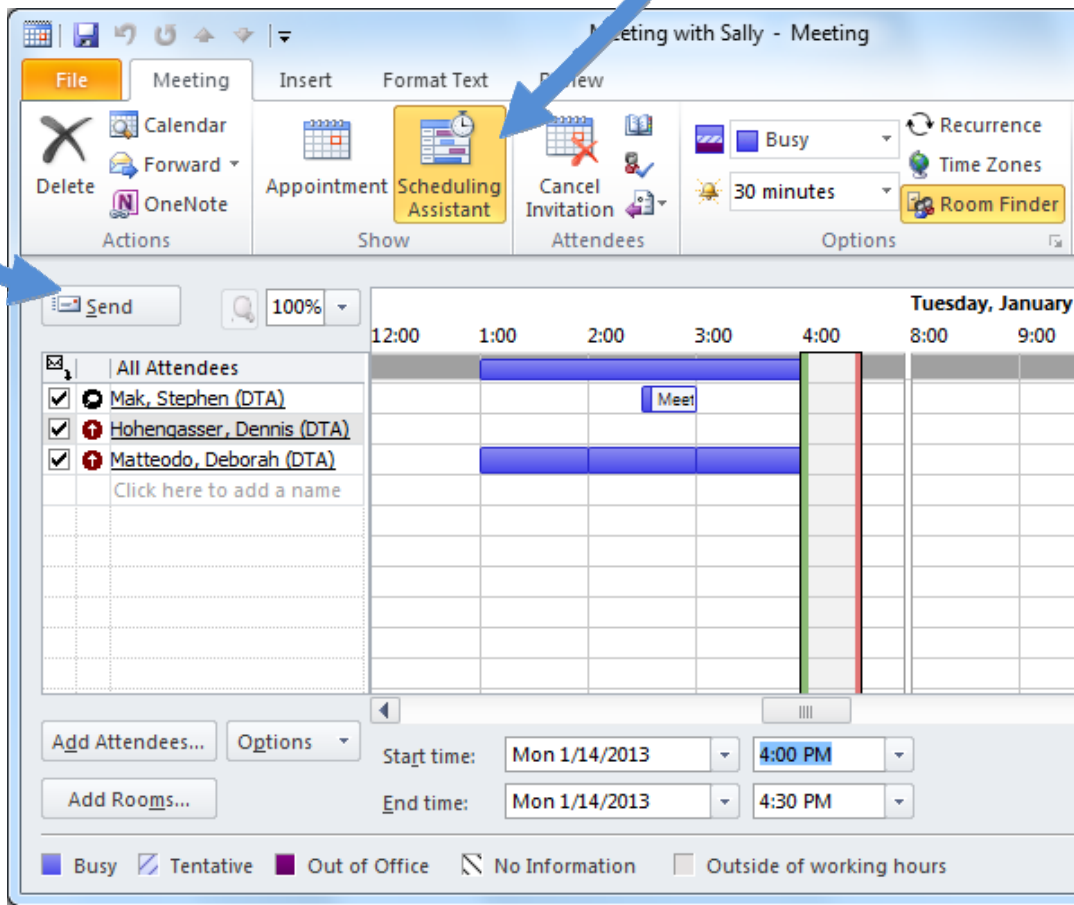 Meeting with Sally - Meeting
File Meeting Insert Format Text
Calendar
Forward
OneNote
Delete
Appointment
Scheduling Assistant
Cancel Invitation
Busy
30 minutes
Recurrence
Time Zones
Room Finder
Actions Show Attendees Options
Send
100%
Tuesday, January
12:00 1:00 2:00 3:00 4:00 8:00 9:00
All Attendees
Mak, Stephen (DTA)
Meet
Hohengasser, Dennis (DTA)
Matteodo, Deborah (DTA)
Click here to add a name
Add Attendees... Options
Start time: Mon 1/14/2013 4:00 PM
Add Rooms...
End time: Mon 1/14/2013 4:30 PM
Busy Tentative Out of Office No Information Outside of working hours